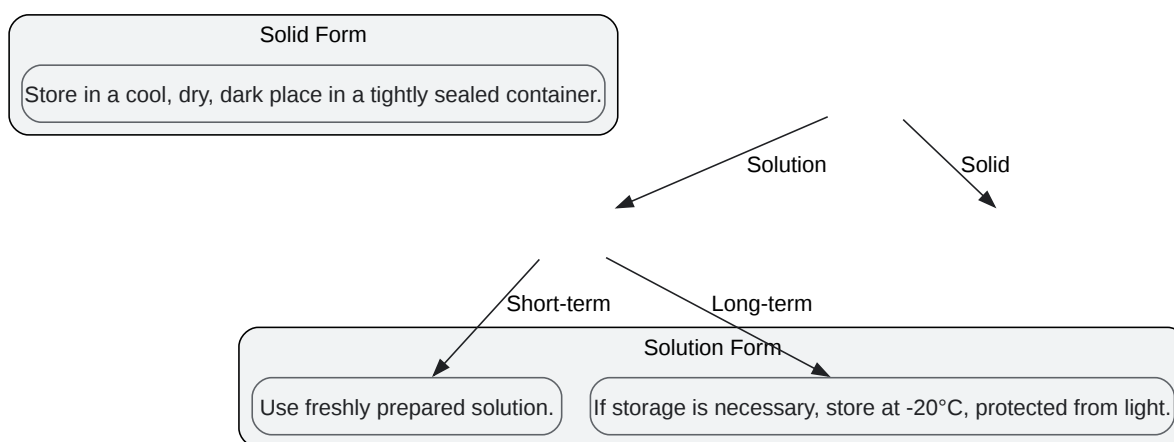 Solid Form
Store in a cool, dry, dark place in a tightly sealed container.
Solution
Solid
Short-term
Long-term
Solution Form
Use freshly prepared solution.
If storage is necessary, store at -20°C, protected from light.